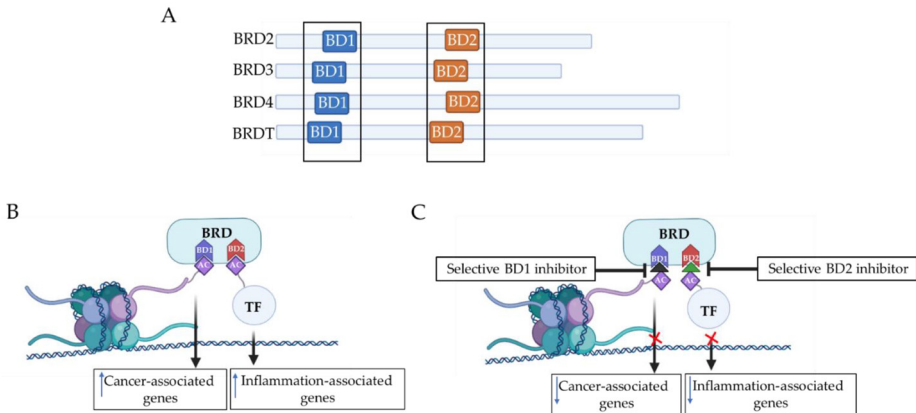 A
BRD2 BD1 BD2
BRD3 BD1 BD2
BRD4 BD1 BD2
BRDT BD1 BD2
B
BRD
BD1 BD2
AC AC
TF
Cancer-associated
genes
Inflammation-associated
genes
C
BRD
BD1 BD2
Selective BD1 inhibitor
Selective BD2 inhibitor
AC AC
TF
Cancer-associated
genes
Inflammation-associated
genes